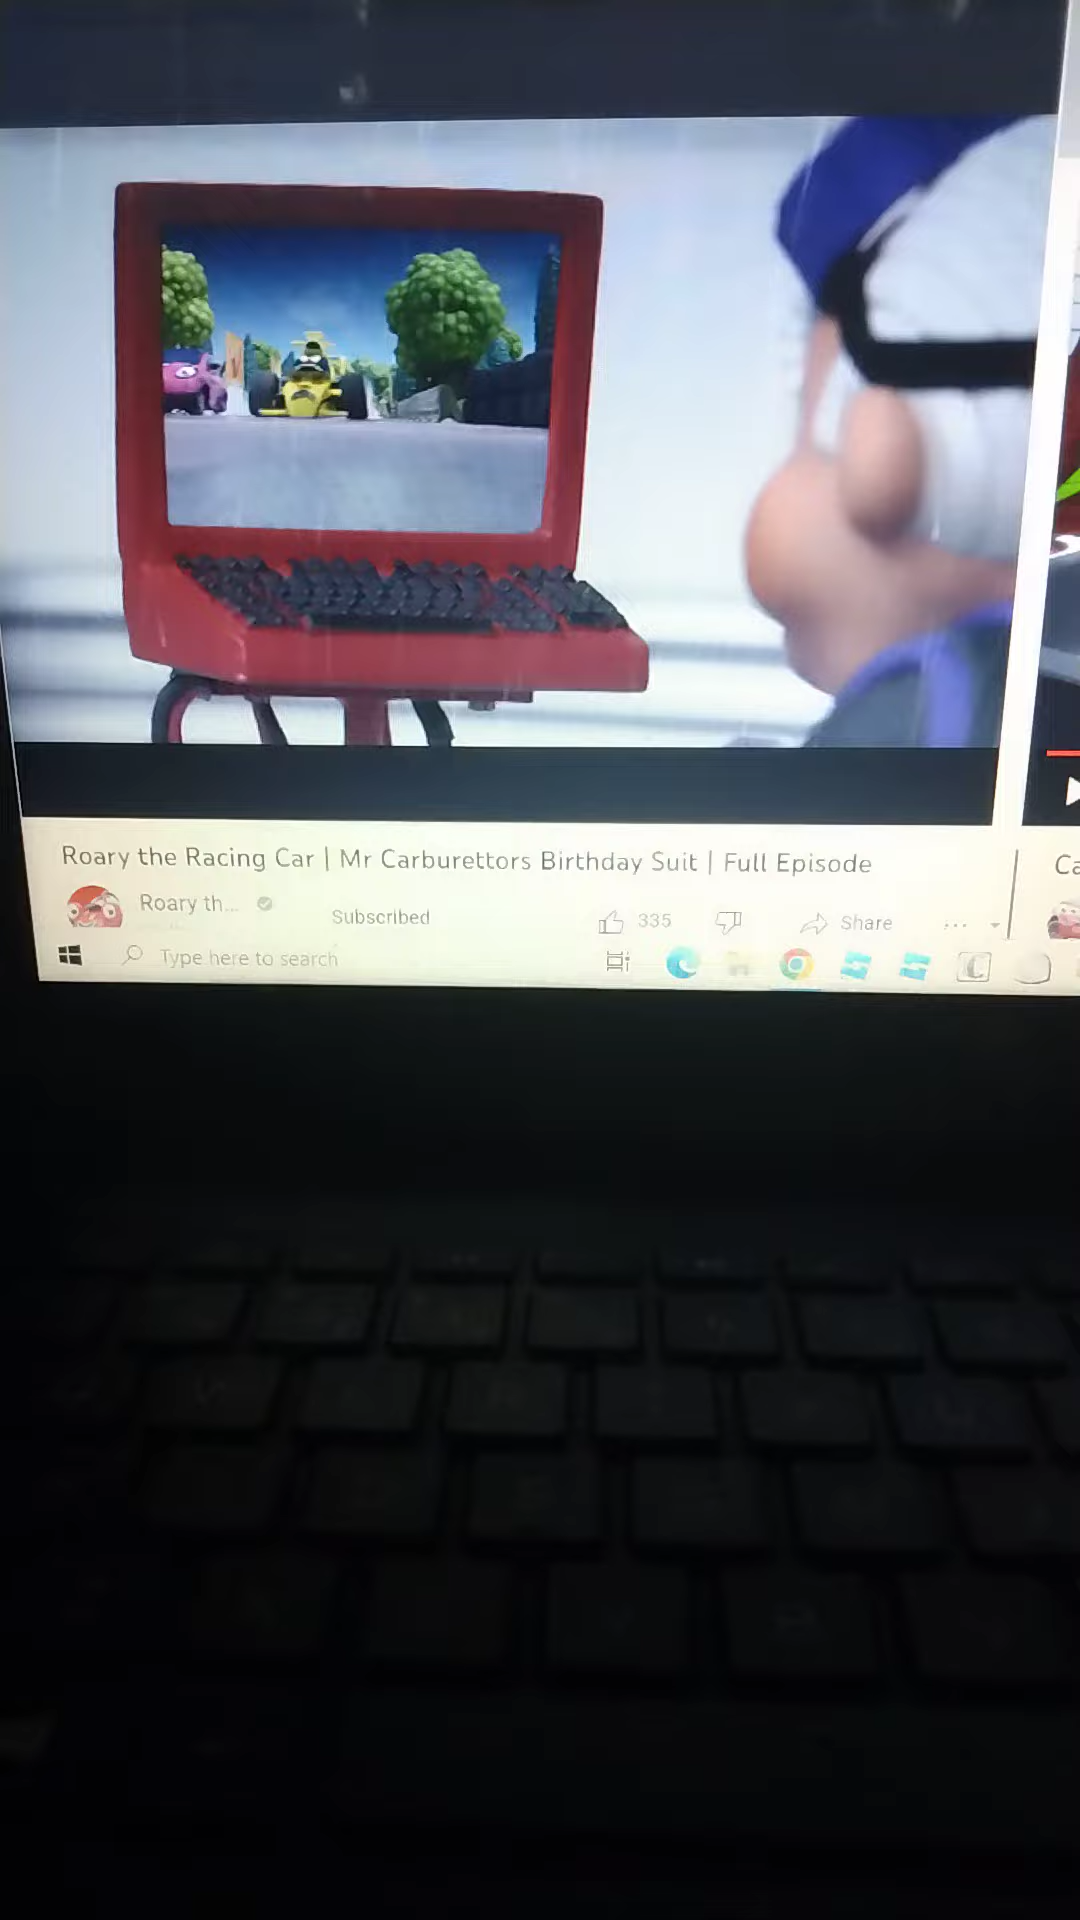 Roary the Racing Car | Mr Carburettors Birthday Suit | Full Episode
Ca
Roary th...
Subscribed
335
Share
Type here to search